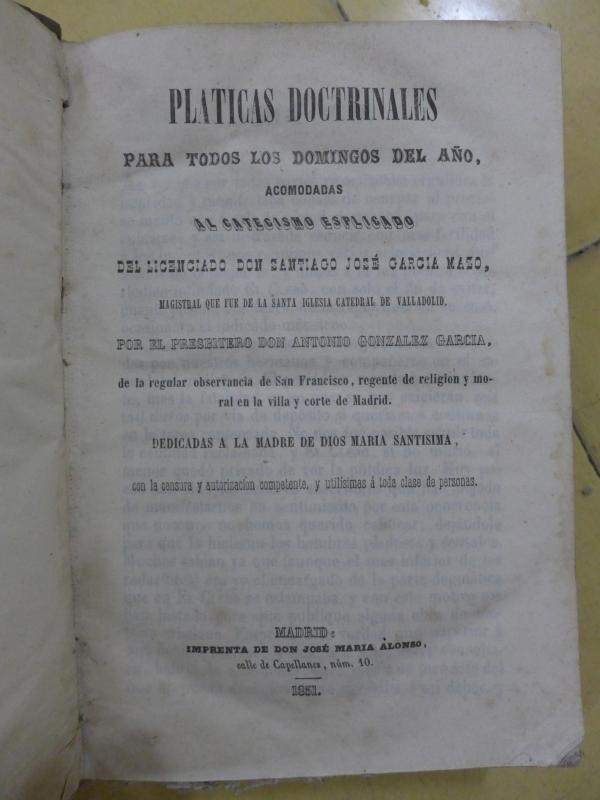 PLATICAS DOCTRINALES
PARA TODOS LOS DOMINGOS DEL AÑO,
ACOMODADAS
AL CATECISMO ESPLICADO
DEL LICENCIADO DON SANTIAGO JOSÉ GARCIA MAZO,
MAGISTRAL QUE FUE DE LA SANTA IGLESIA CATEDRAL DE VALLADOLID,
POR EL PRESBITERO DON ANTONIO GONZALEZ GARCIA,
de la regular observancia de San Francisco, regente de religion y mo-
ral en la villa y corte de Madrid.
DEDICADAS A LA MADRE DE DIOS MARIA SANTISIMA,
con la censura y autorizacion competente, y utilisimas á toda clase de personas.
MADRID:
IMPRENTA DE DON JOSÉ MARIA ALONSO,
calle de Capellanes, núm. 10.
1851.